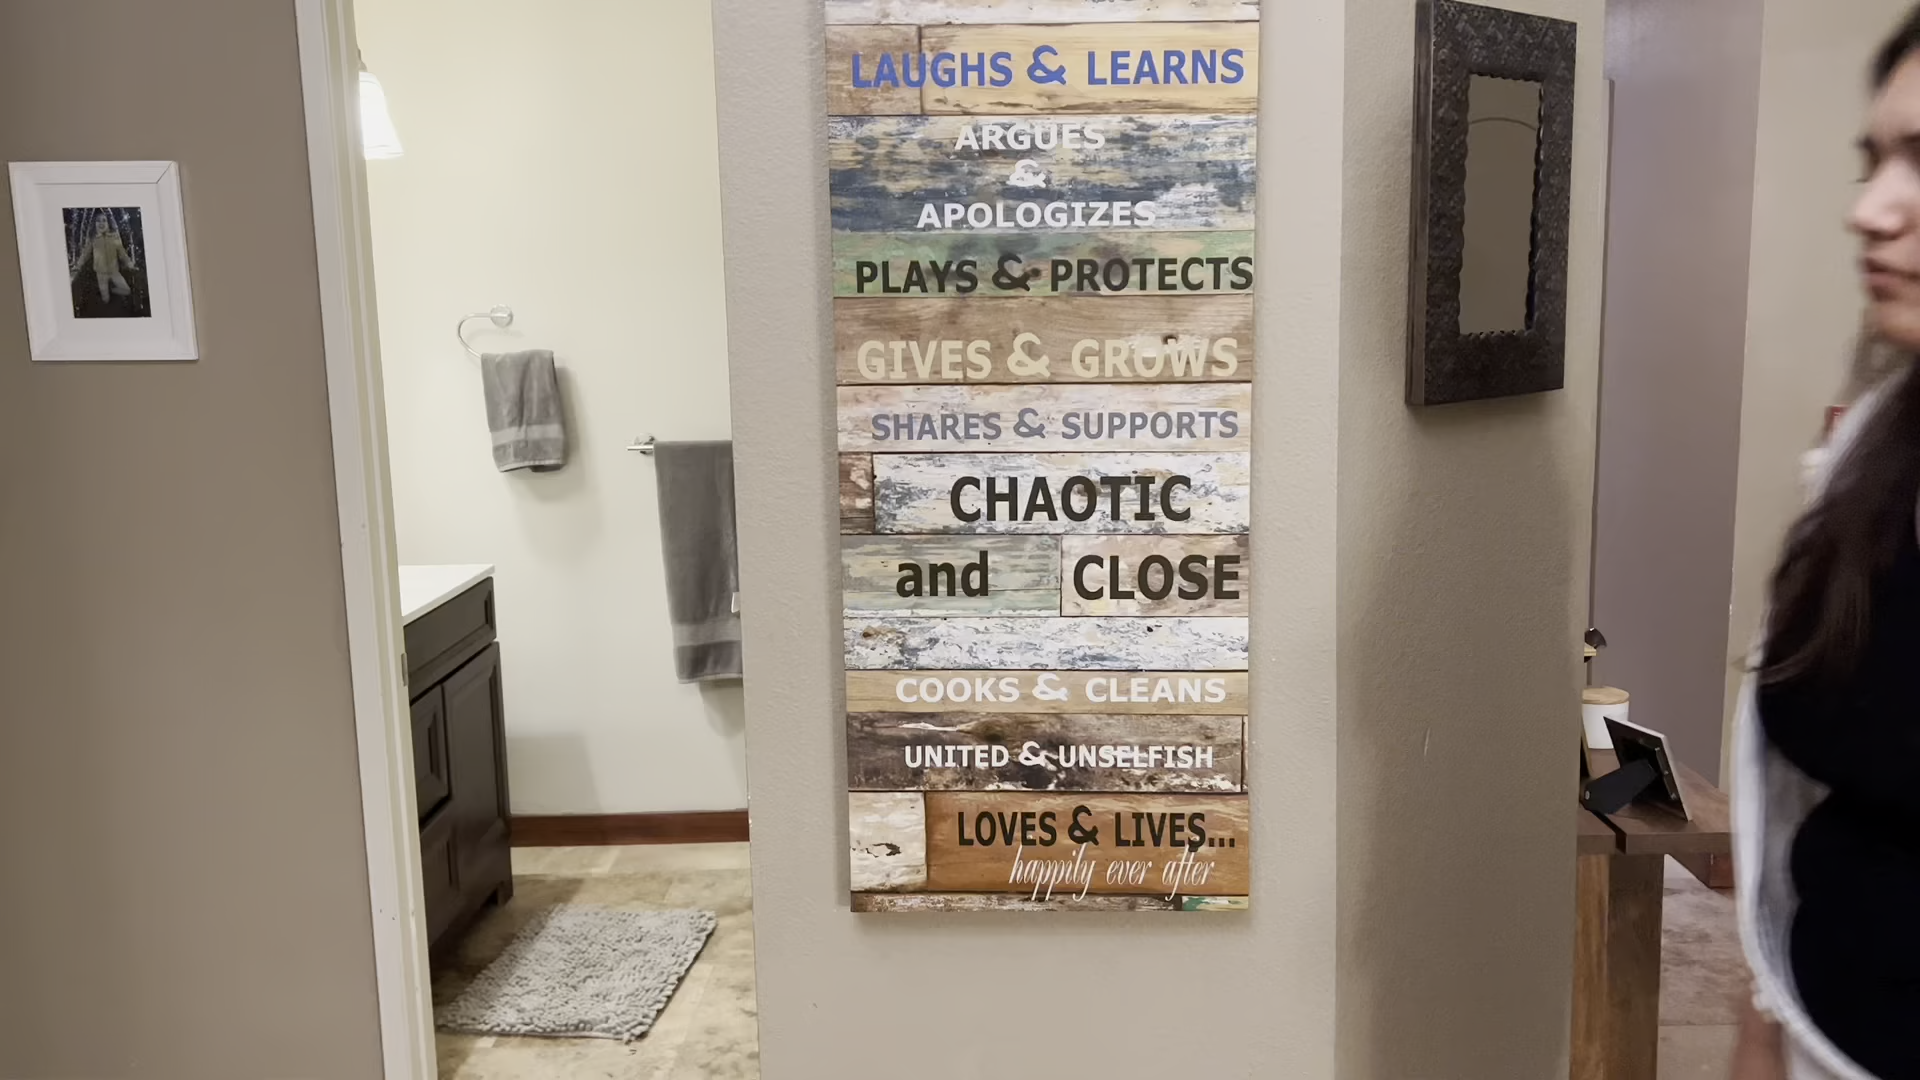 LAUGHS & LEARNS
ARGUES
&
APOLOGIZES
PLAYS & PROTECTS
GIVES & GROWS
SHARES & SUPPORTS
CHAOTIC
and CLOSE
COOKS & CLEANS
UNITED & UNSELFISH
LOVES & LIVES...
happily ever after